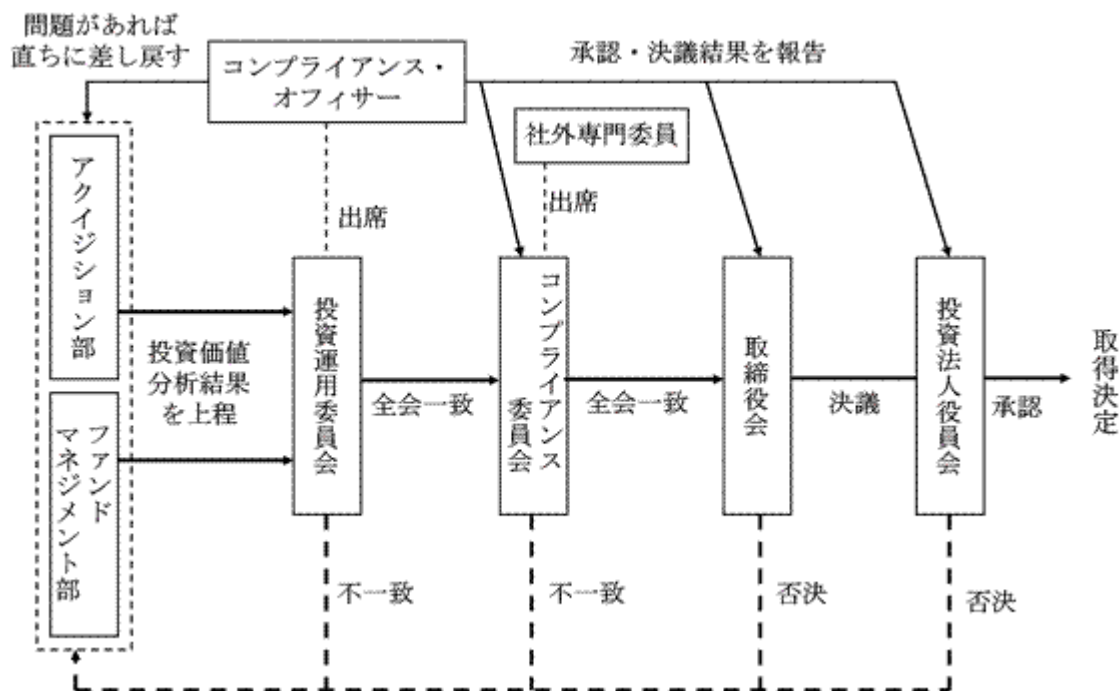 問題があれば
直ちに差し戻す
コンプライアンス・
オフィサー
承認・決議結果を報告
社外専門委員
出席
出席
アクイジション部
ファンド
マネジメント部
投資価値
分析結果
を上程
投資運用委員会
全会一致
コンプライアンス
委員会
全会一致
取締役会
決議
投資法人役員会
承認
取得決定
不一致
不一致
否決
否決